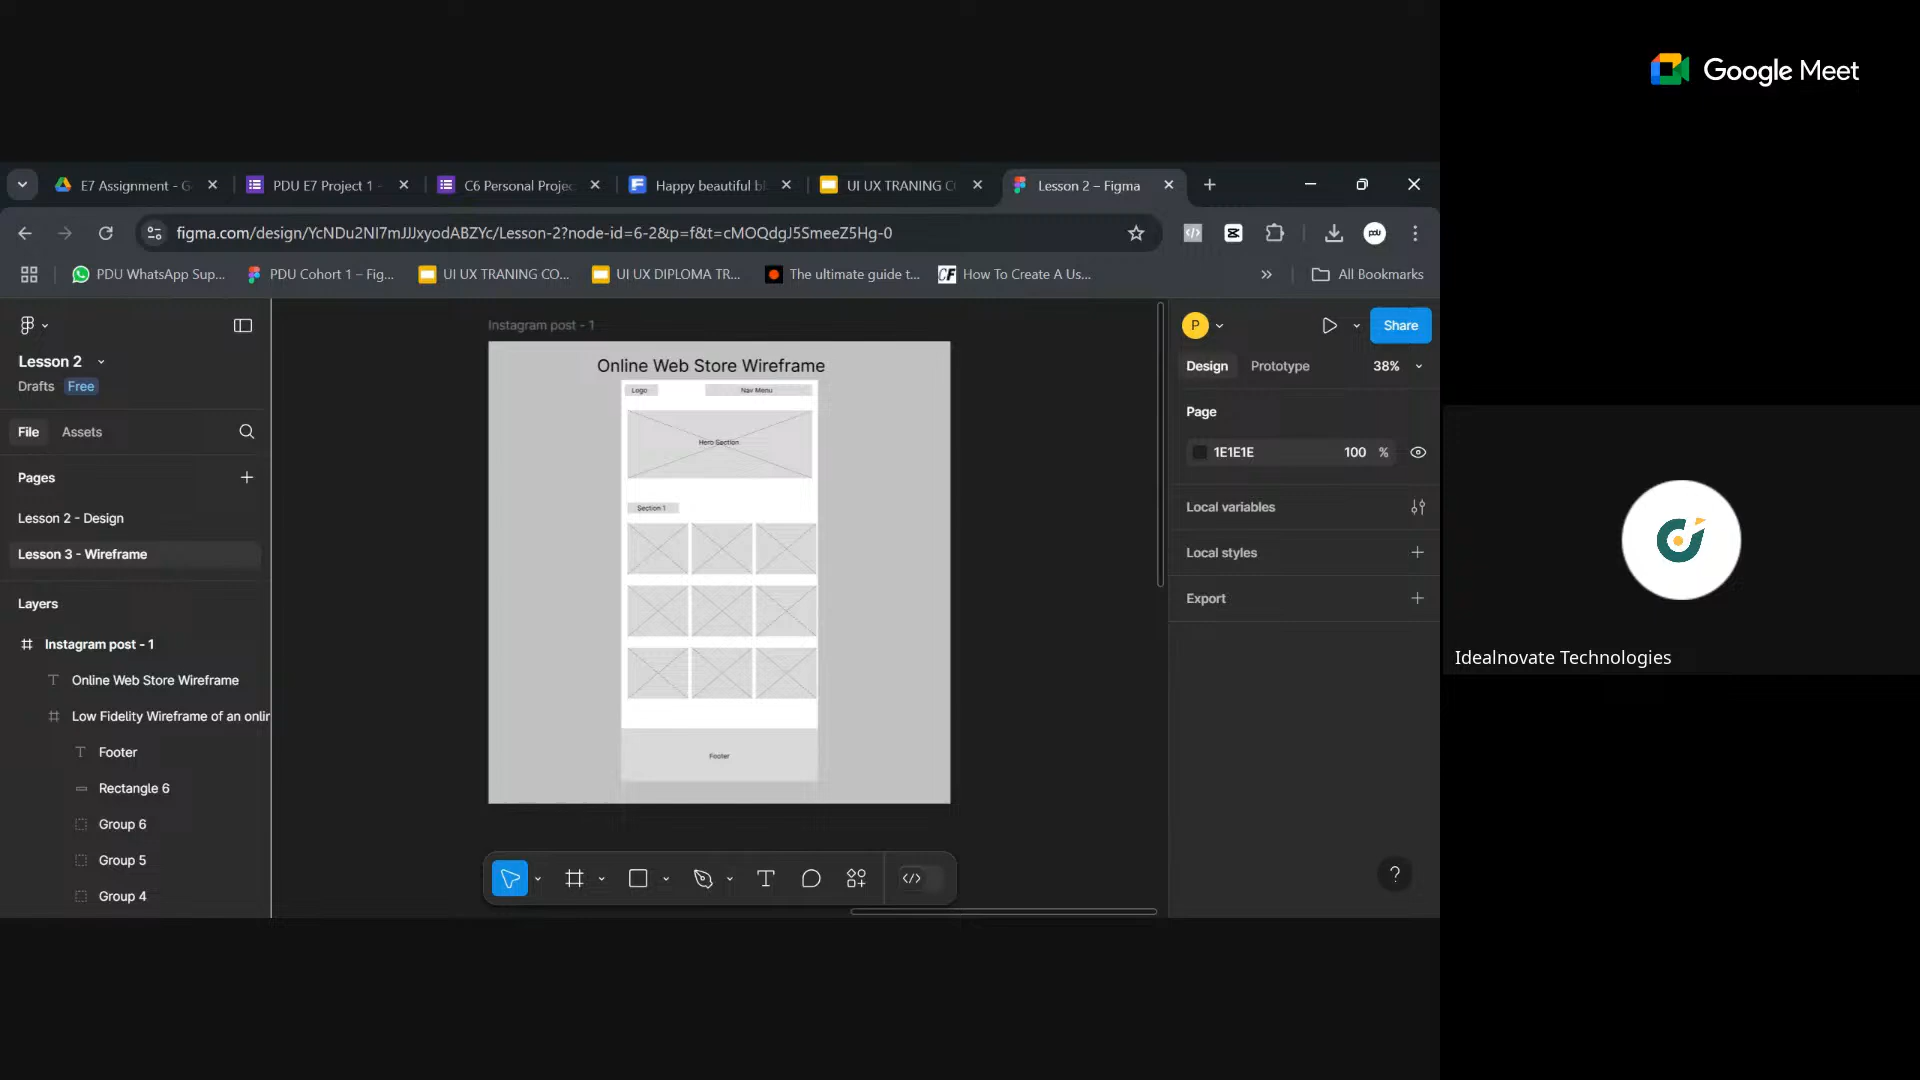 Google Meet
E7 Assignment - G
PDU E7 Project 1 -
C6 Personal Projec
Happy beautiful bl
UI UX TRANING C
Lesson 2 – Figma
figma.com/design/YcNDu2NI7mJJJxyodABZYc/Lesson-2?node-id=6-2&p=f&t=cMOQdgJ5SmeeZ5Hg-0
pdu
PDU WhatsApp Sup...
PDU Cohort 1 – Fig...
UI UX TRANING CO...
UI UX DIPLOMA TR...
The ultimate guide t...
CF
How To Create A Us...
All Bookmarks
Lesson 2
Drafts
Free
File
Assets
Pages
Lesson 2 - Design
Lesson 3 - Wireframe
Layers
Instagram post - 1
Online Web Store Wireframe
Low Fidelity Wireframe of an onlin
Footer
Rectangle 6
Group 6
Group 5
Group 4
Instagram post - 1
Online Web Store Wireframe
Logo
Nav Menu
Hero Section
Section 1
Footer
P
Share
Design
Prototype
38%
Page
1E1E1E
100
%
Local variables
Local styles
Export
?
Idealnovate Technologies